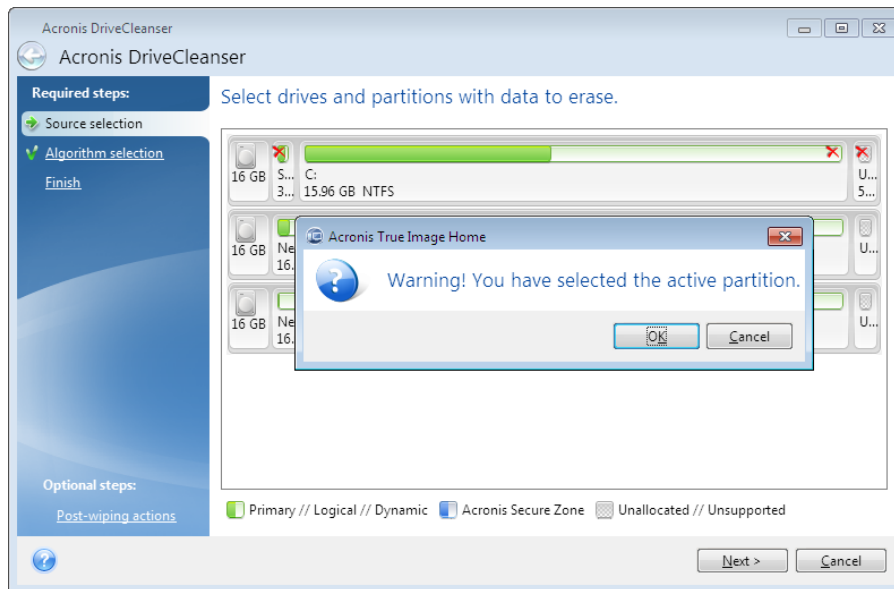 Acronis DriveCleanser
Acronis DriveCleanser
Required steps:
Source selection
Algorithm selection
Finish
Select drives and partitions with data to erase.
16 GB
S...
3...
C:
15.96 GB NTFS
U...
5...
16 GB
Ne
16.
U...
16 GB
Ne
16.
U...
Acronis True Image Home
Warning! You have selected the active partition.
OK
Cancel
Primary // Logical // Dynamic
Acronis Secure Zone
Unallocated // Unsupported
Optional steps:
Post-wiping actions
Next >
Cancel